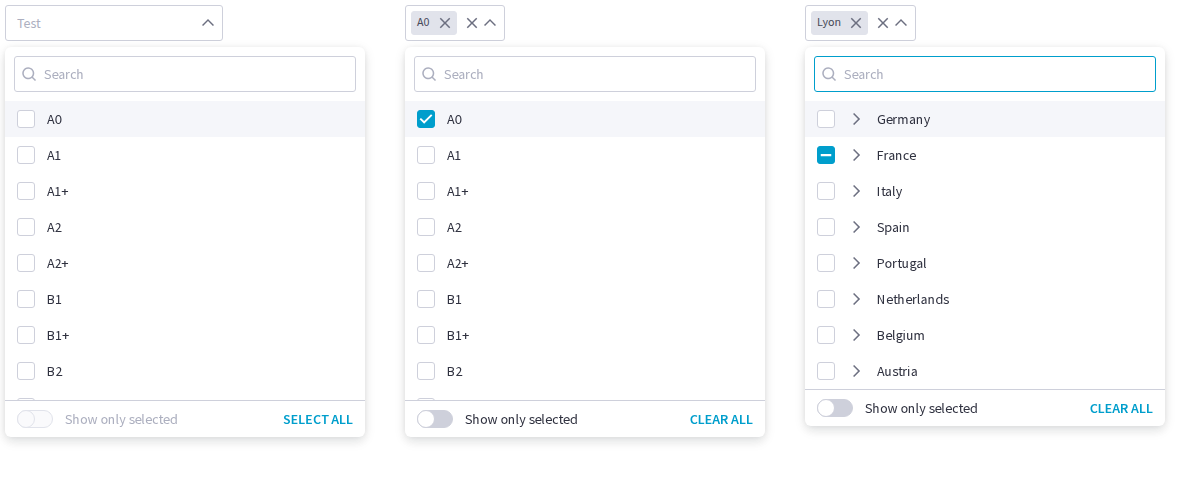 Test
Search
A0
A1
A1+
A2
A2+
B1
B1+
B2
Show only selected
SELECT ALL
A0
Search
A0
A1
A1+
A2
A2+
B1
B1+
B2
Show only selected
CLEAR ALL
Lyon
Search
Germany
France
Italy
Spain
Portugal
Netherlands
Belgium
Austria
Show only selected
CLEAR ALL